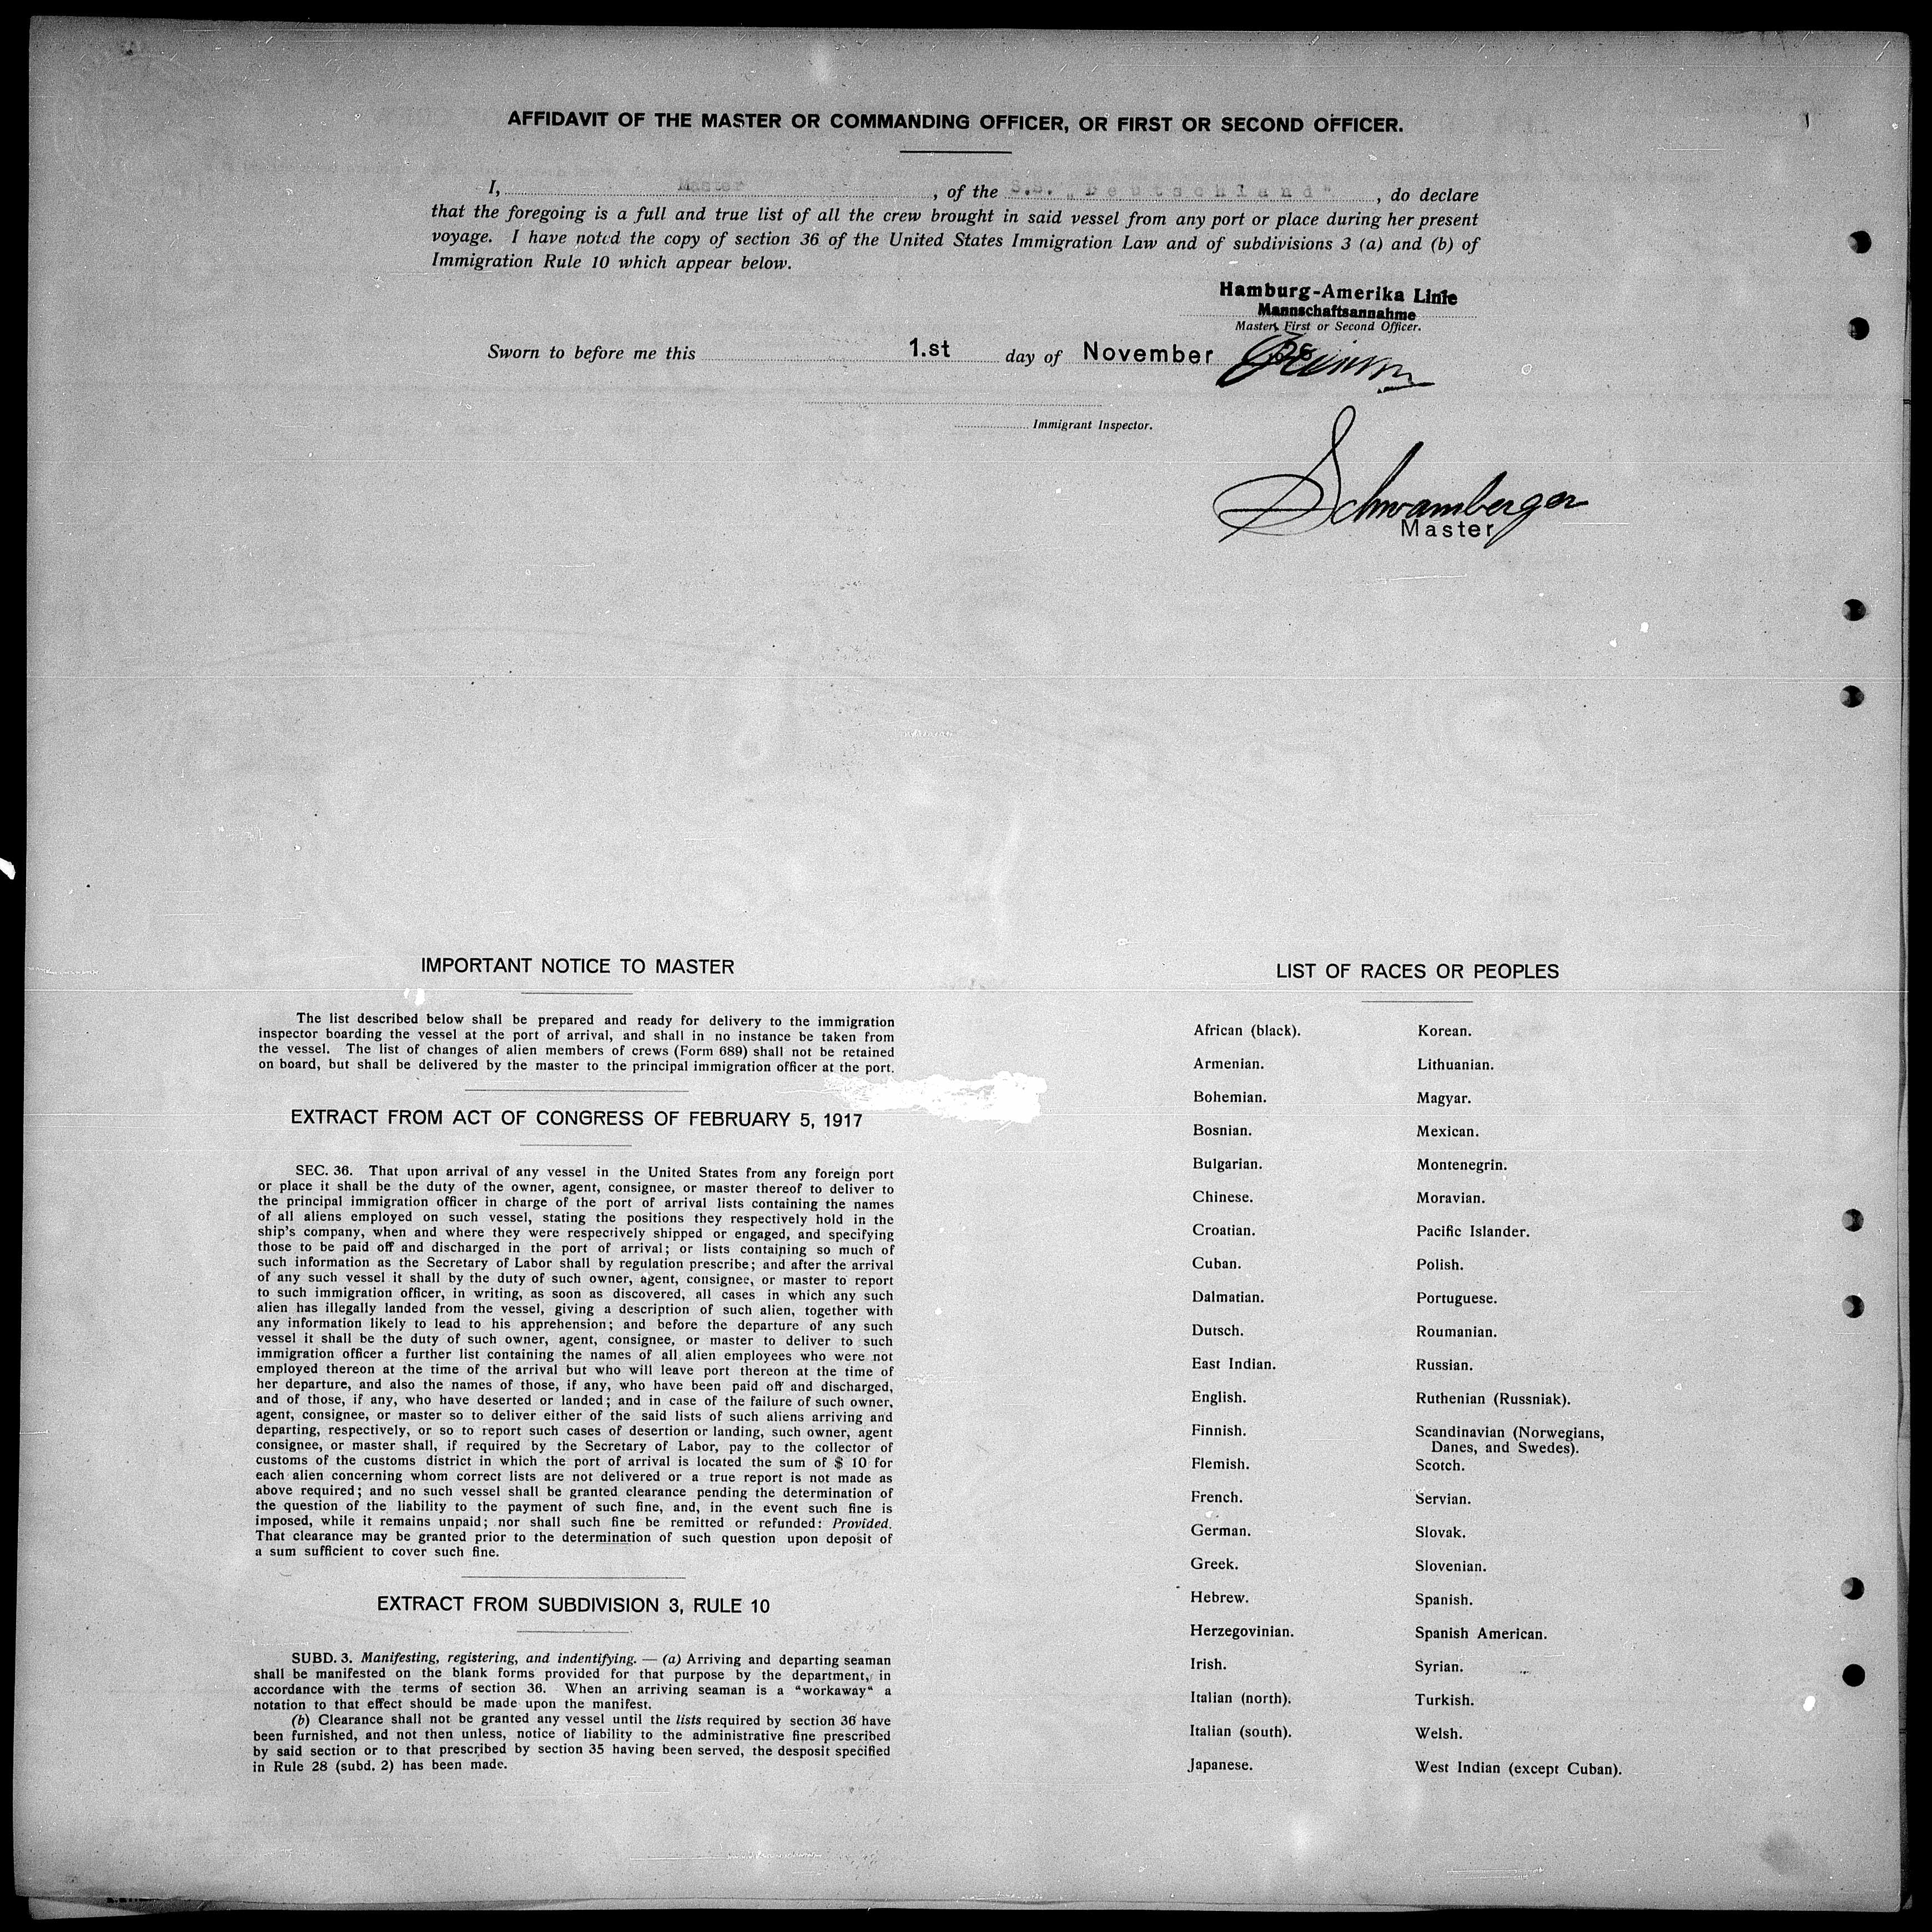 AFFIDAVIT OF THE MASTER OR COMMANDING OFFICER, OR FIRST OR SECOND OFFICER.
I, Master, of the S.S. „Deutschland", do declare
that the foregoing is a full and true list of all the crew brought in said vessel from any port or place during her present
voyage. I have noted the copy of section 36 of the United States Immigration Law and of subdivisions 3 (a) and (b) of
Immigration Rule 10 which appear below.
Hamburg-Amerika Linie
Mannschaftsannahme
Master, First or Second Officer.
Sworn to before me this 1.st day of November
Immigrant Inspector.
Schwamberger
Master
IMPORTANT NOTICE TO MASTER
The list described below shall be prepared and ready for delivery to the immigration
inspector boarding the vessel at the port of arrival, and shall in no instance be taken from
the vessel. The list of changes of alien members of crews (Form 689) shall not be retained
on board, but shall be delivered by the master to the principal immigration officer at the port.
EXTRACT FROM ACT OF CONGRESS OF FEBRUARY 5, 1917
SEC. 36. That upon arrival of any vessel in the United States from any foreign port
or place it shall be the duty of the owner, agent, consignee, or master thereof to deliver to
the principal immigration officer in charge of the port of arrival lists containing the names
of all aliens employed on such vessel, stating the positions they respectively hold in the
ship's company, when and where they were respectively shipped or engaged, and specifying
those to be paid off and discharged in the port of arrival; or lists containing so much of
such information as the Secretary of Labor shall by regulation prescribe; and after the arrival
of any such vessel it shall by the duty of such owner, agent, consignee, or master to report
to such immigration officer, in writing, as soon as discovered, all cases in which any such
alien has illegally landed from the vessel, giving a description of such alien, together with
any information likely to lead to his apprehension; and before the departure of any such
vessel it shall be the duty of such owner, agent, consignee, or master to deliver to such
immigration officer a further list containing the names of all alien employees who were not
employed thereon at the time of the arrival but who will leave port thereon at the time of
her departure, and also the names of those, if any, who have been paid off and discharged,
and of those, if any, who have deserted or landed; and in case of the failure of such owner,
agent, consignee, or master so to deliver either of the said lists of such aliens arriving and
departing, respectively, or so to report such cases of desertion or landing, such owner, agent
consignee, or master shall, if required by the Secretary of Labor, pay to the collector of
customs of the customs district in which the port of arrival is located the sum of $ 10 for
each alien concerning whom correct lists are not delivered or a true report is not made as
above required; and no such vessel shall be granted clearance pending the determination of
the question of the liability to the payment of such fine, and, in the event such fine is
imposed, while it remains unpaid; nor shall such fine be remitted or refunded: Provided.
That clearance may be granted prior to the determination of such question upon deposit of
a sum sufficient to cover such fine.
EXTRACT FROM SUBDIVISION 3, RULE 10
SUBD. 3. Manifesting, registering, and indentifying. — (a) Arriving and departing seaman
shall be manifested on the blank forms provided for that purpose by the department, in
accordance with the terms of section 36. When an arriving seaman is a "workaway" a
notation to that effect should be made upon the manifest.
(b) Clearance shall not be granted any vessel until the lists required by section 36 have
been furnished, and not then unless, notice of liability to the administrative fine prescribed
by said section or to that prescribed by section 35 having been served, the desposit specified
in Rule 28 (subd. 2) has been made.
LIST OF RACES OR PEOPLES
African (black).
Armenian.
Bohemian.
Bosnian.
Bulgarian.
Chinese.
Croatian.
Cuban.
Dalmatian.
Dutsch.
East Indian.
English.
Finnish.
Flemish.
French.
German.
Greek.
Hebrew.
Herzegovinian.
Irish.
Italian (north).
Italian (south).
Japanese.
Korean.
Lithuanian.
Magyar.
Mexican.
Montenegrin.
Moravian.
Pacific Islander.
Polish.
Portuguese.
Roumanian.
Russian.
Ruthenian (Russniak).
Scandinavian (Norwegians,
Danes, and Swedes).
Scotch.
Servian.
Slovak.
Slovenian.
Spanish.
Spanish American.
Syrian.
Turkish.
Welsh.
West Indian (except Cuban).